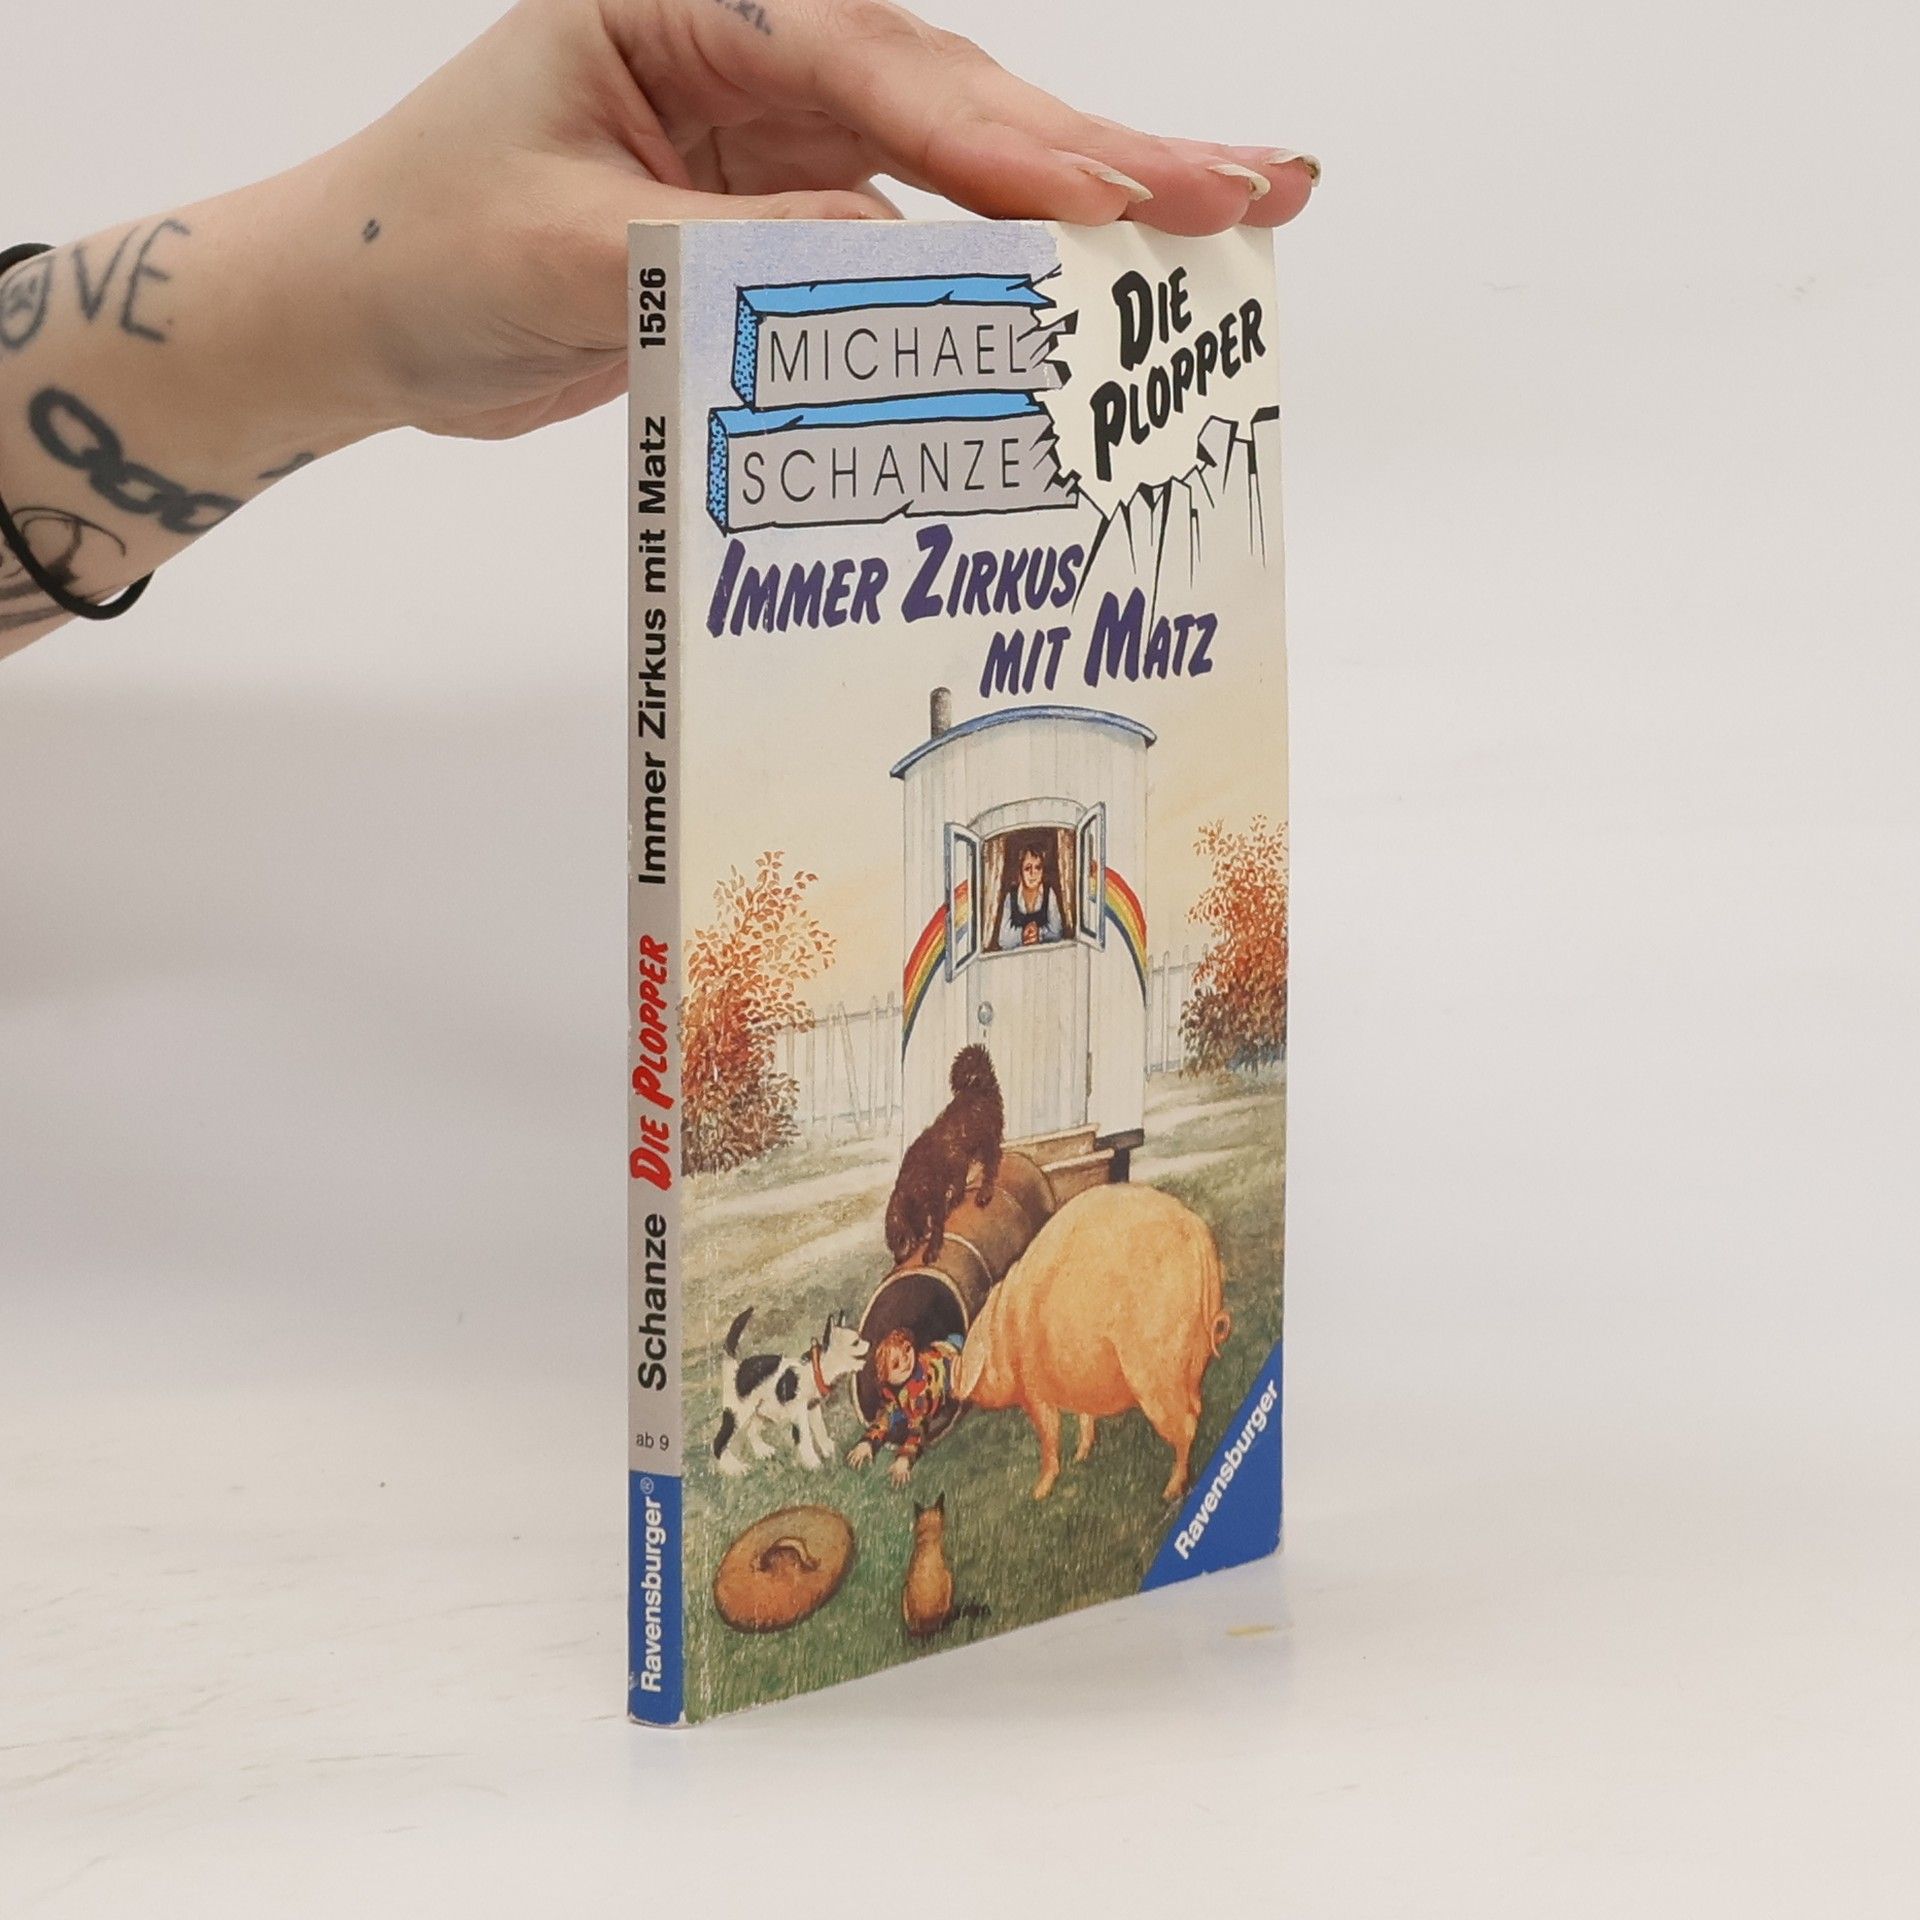 MICHAEL
SCHANZE
DIE
PLOPPER
IMMER ZIRKUS
MIT MATZ
Ravensburger
Ravensburger® ab 9 Schanze DIE PLOPPER Immer Zirkus mit Matz 1526
OVE